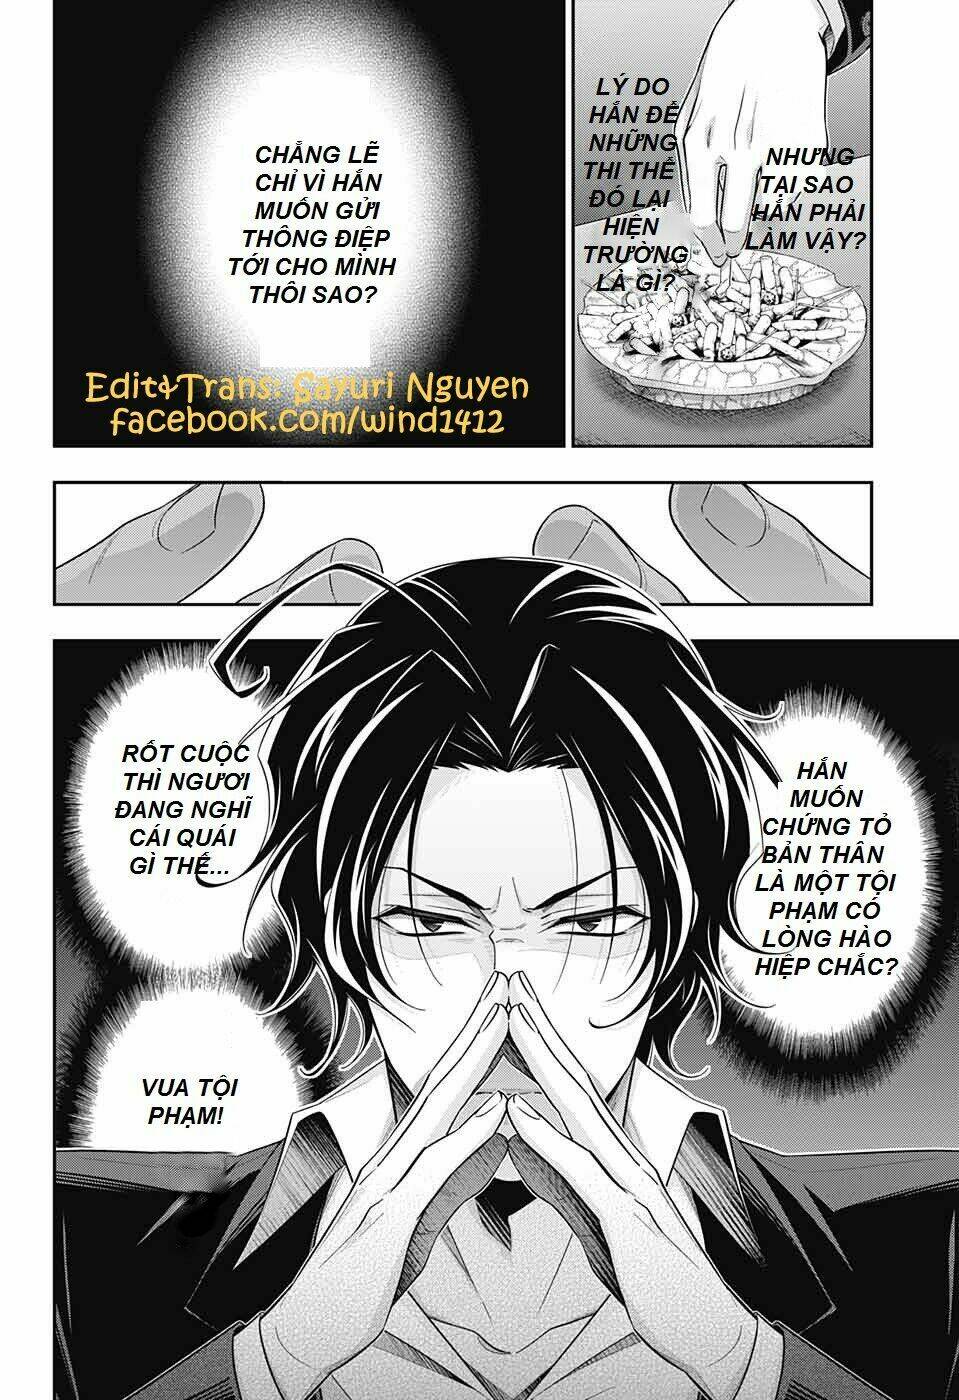 NHƯNG
TẠI SAO
HẮN PHẢI
LÀM VẬY?
LÝ DO
HẮN ĐỂ
NHỮNG
THI THỂ
ĐÓ LẠI
HIỆN
TRƯỜNG
LÀ GÌ?
CHẲNG LẼ
CHỈ VÌ HẮN
MUỐN GỬI
THÔNG ĐIỆP
TỚI CHO MÌNH
THÔI SAO?
Edit&Trans: Sayuri Nguyen
facebook.com/wind1412
HẮN
MUỐN
CHỨNG TỎ
BẢN THÂN
LÀ MỘT TỘI
PHẠM CÓ
LÒNG HÀO
HIỆP CHẮC?
RỐT CUỘC
THÌ NGƯƠI
ĐANG NGHĨ
CÁI QUÁI
GÌ THẾ...
VUA TỘI
PHẠM!